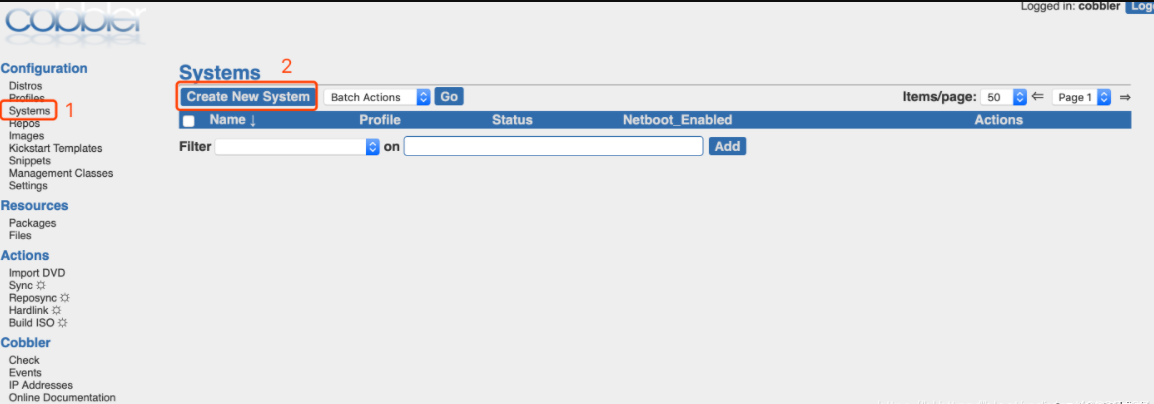 Logged in: cobbler
cobbler
Configuration
Distros
Profiles
Systems 1
Repos
Images
Kickstart Templates
Snippets
Management Classes
Settings
Resources
Packages
Files
Actions
Import DVD
Sync
Reposync
Hardlink
Build ISO
Cobbler
Check
Events
IP Addresses
Online Documentation
Systems 2
Create New System Batch Actions Go Items/page: 50 ⇐ Page 1 ⇒
Name ↓ Profile Status Netboot_Enabled Actions
Filter on Add